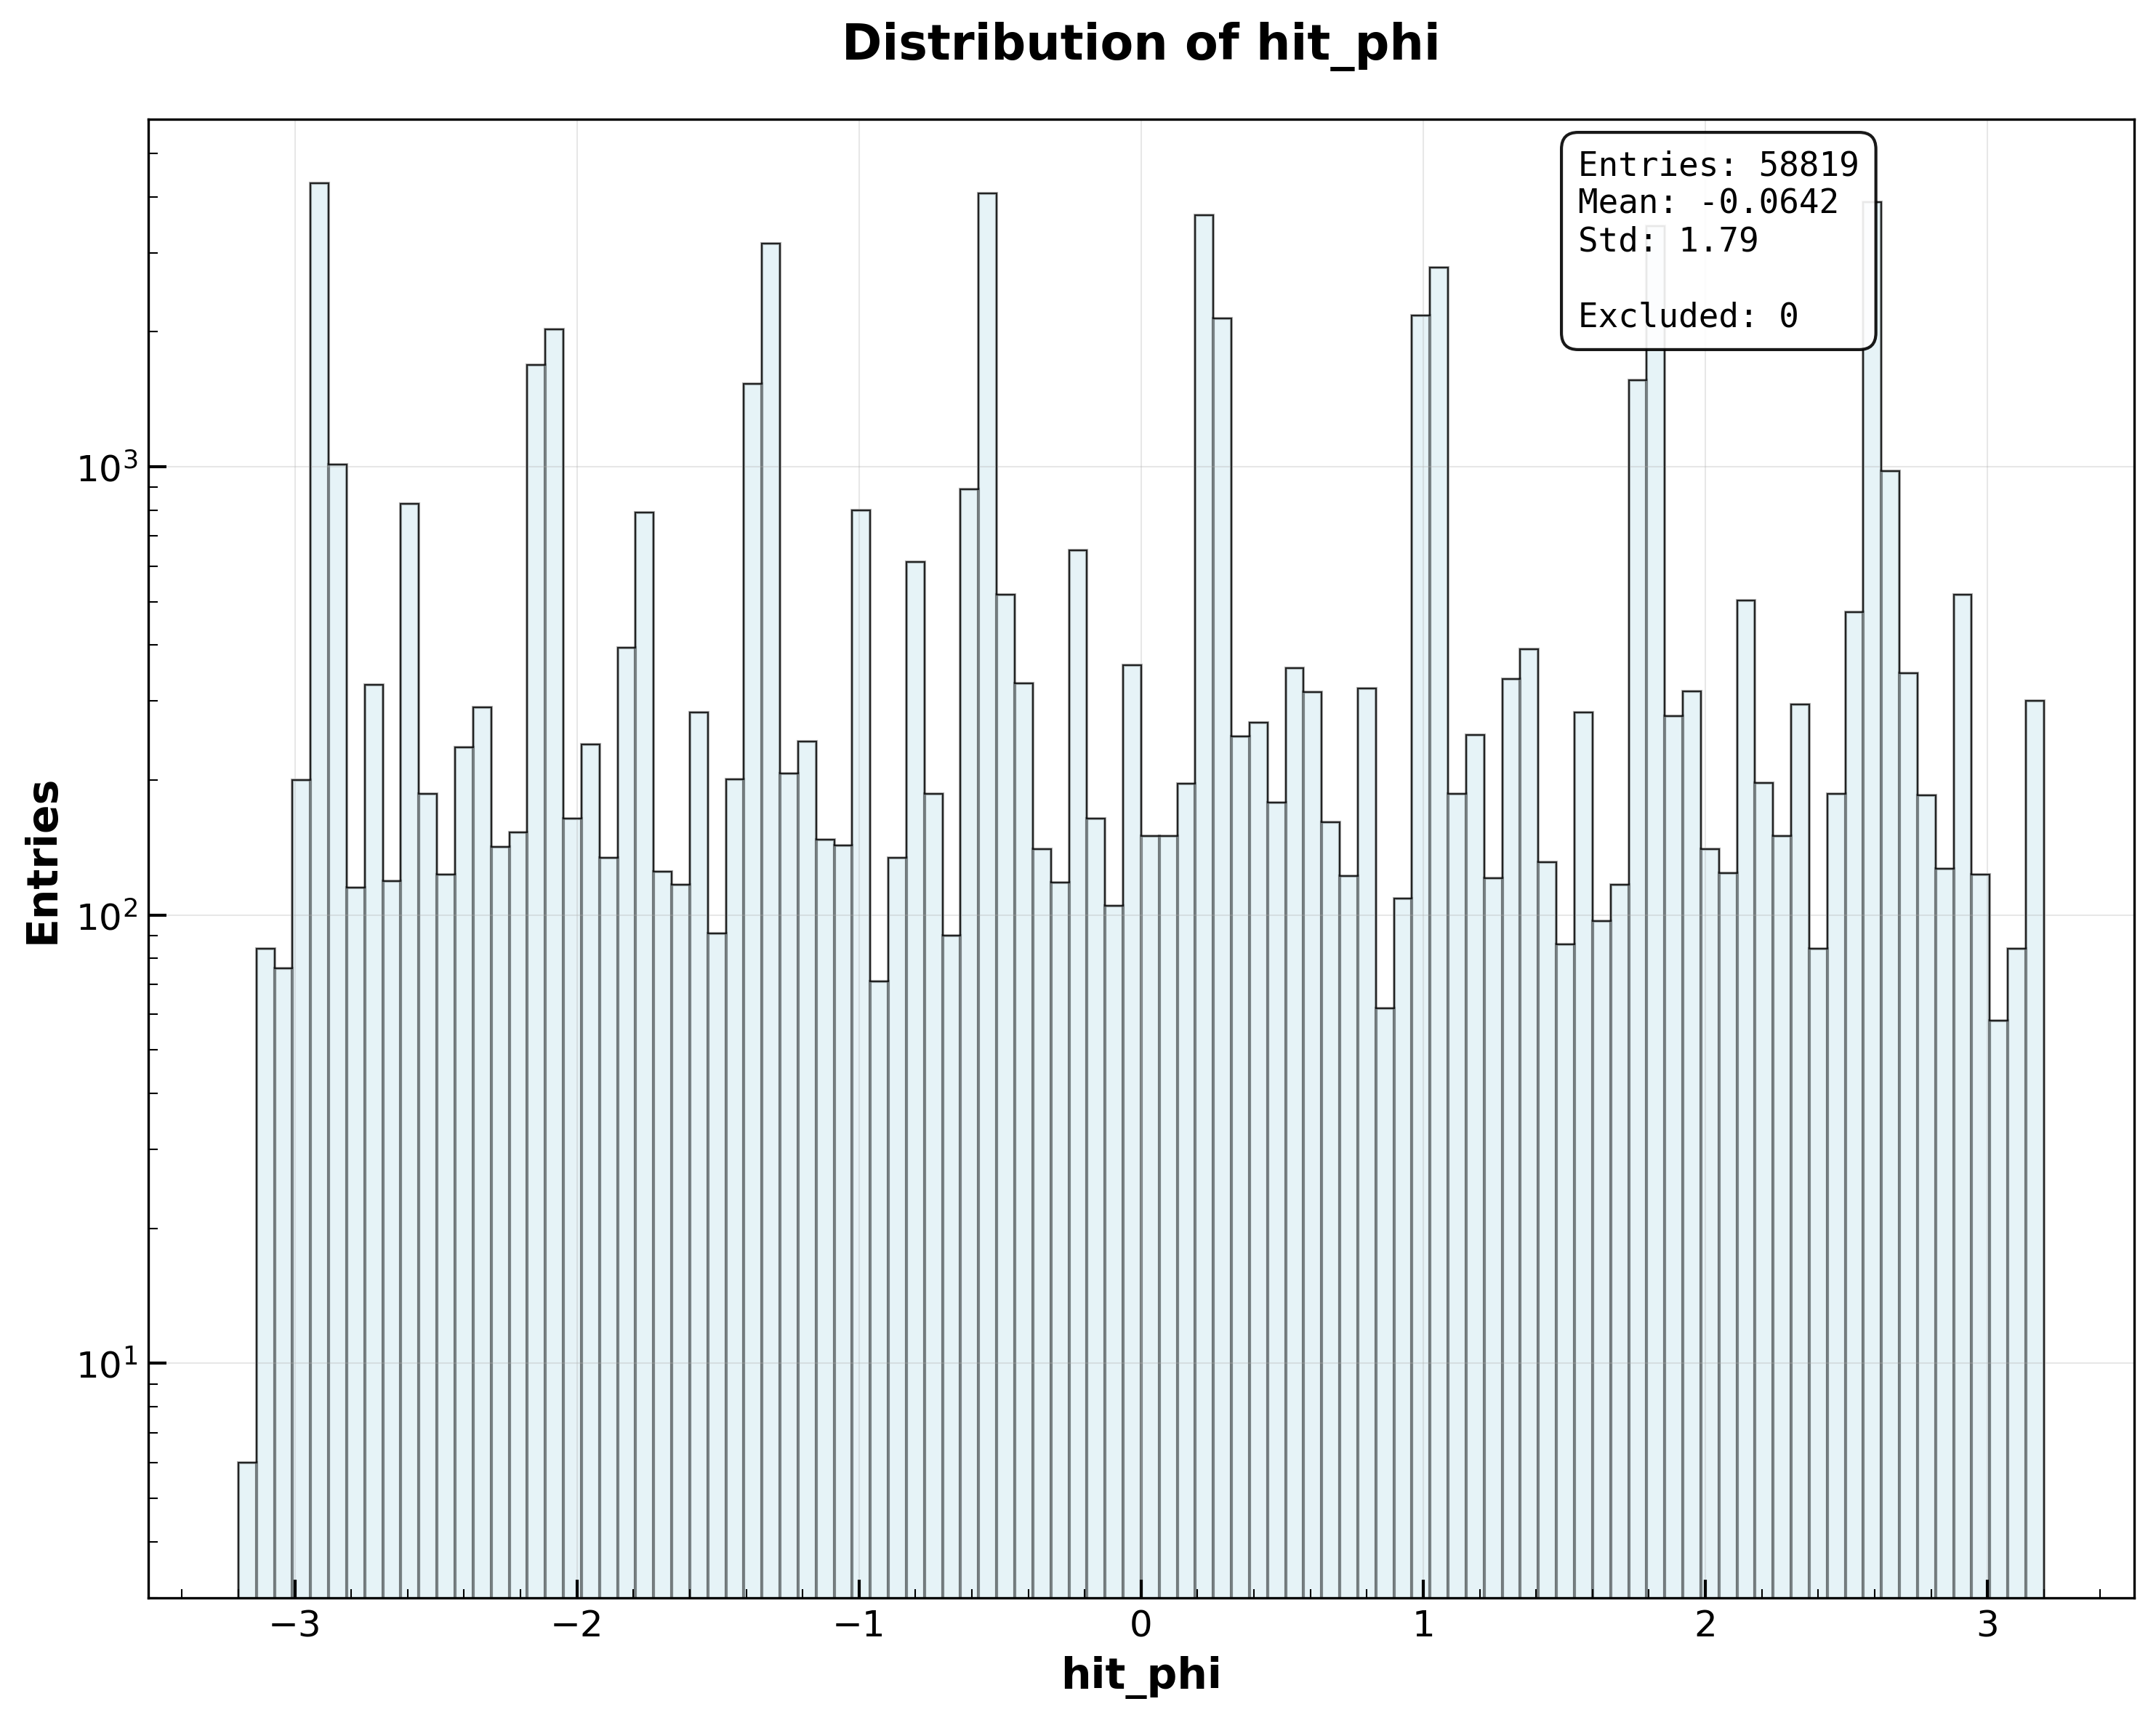 Distribution of hit_phi
Entries: 58819
Mean: -0.0642
Std: 1.79
Excluded: 0
Entries
10³
10²
10¹
−3 −2 −1 0 1 2 3
hit_phi